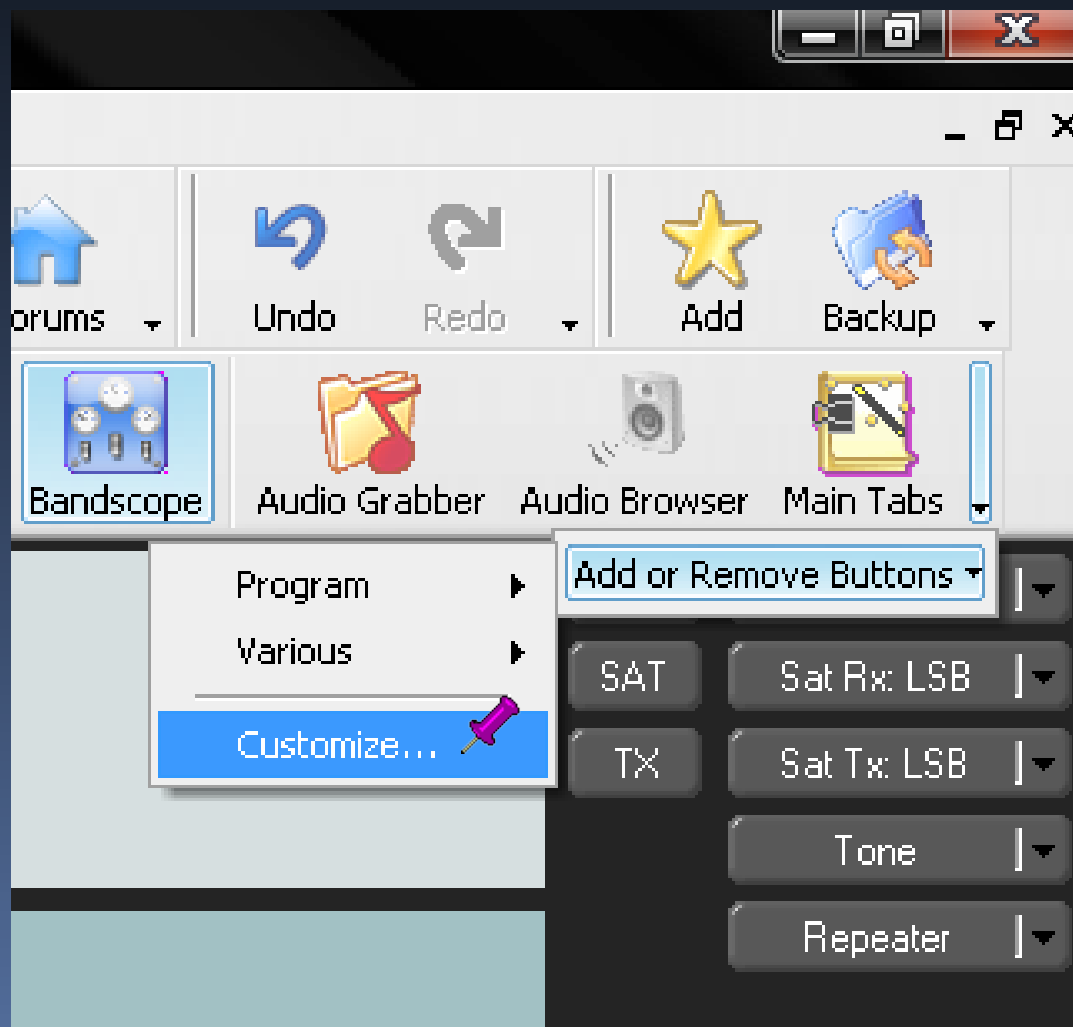 orums
Undo
Redo
Add
Backup
Bandscope
Audio Grabber
Audio Browser
Main Tabs
Add or Remove Buttons
Program
Various
Customize...
SAT
Sat Rx: LSB
TX
Sat Tx: LSB
Tone
Repeater